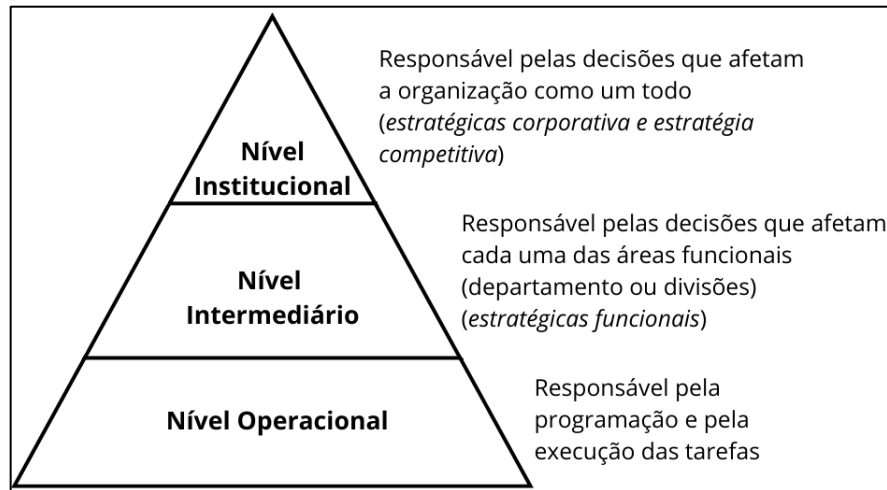 Responsável pelas decisões que afetam
a organização como um todo
(estratégicas corporativa e estratégia
competitiva)
Nível
Institucional
Responsável pelas decisões que afetam
cada uma das áreas funcionais
(departamento ou divisões)
(estratégicas funcionais)
Nível
Intermediário
Responsável pela
programação e pela
execução das tarefas
Nível Operacional